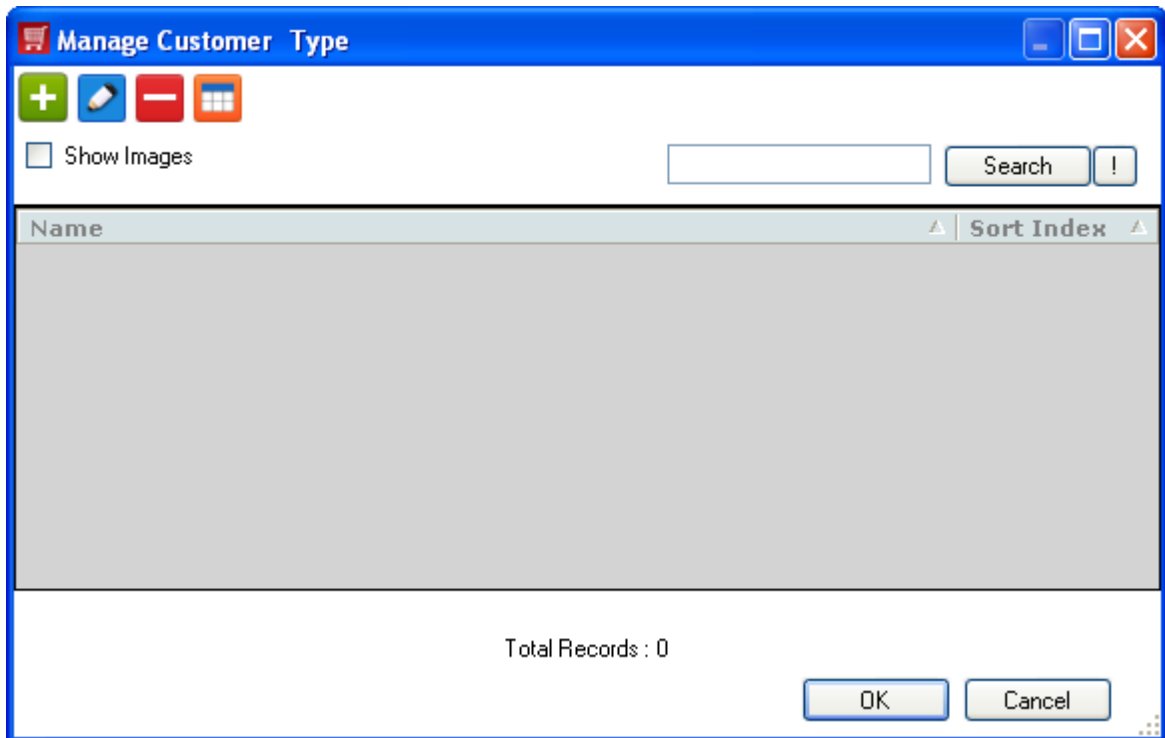 Manage Customer  Type
Show Images
Search
!
Name
Sort Index
Total Records : 0
OK
Cancel